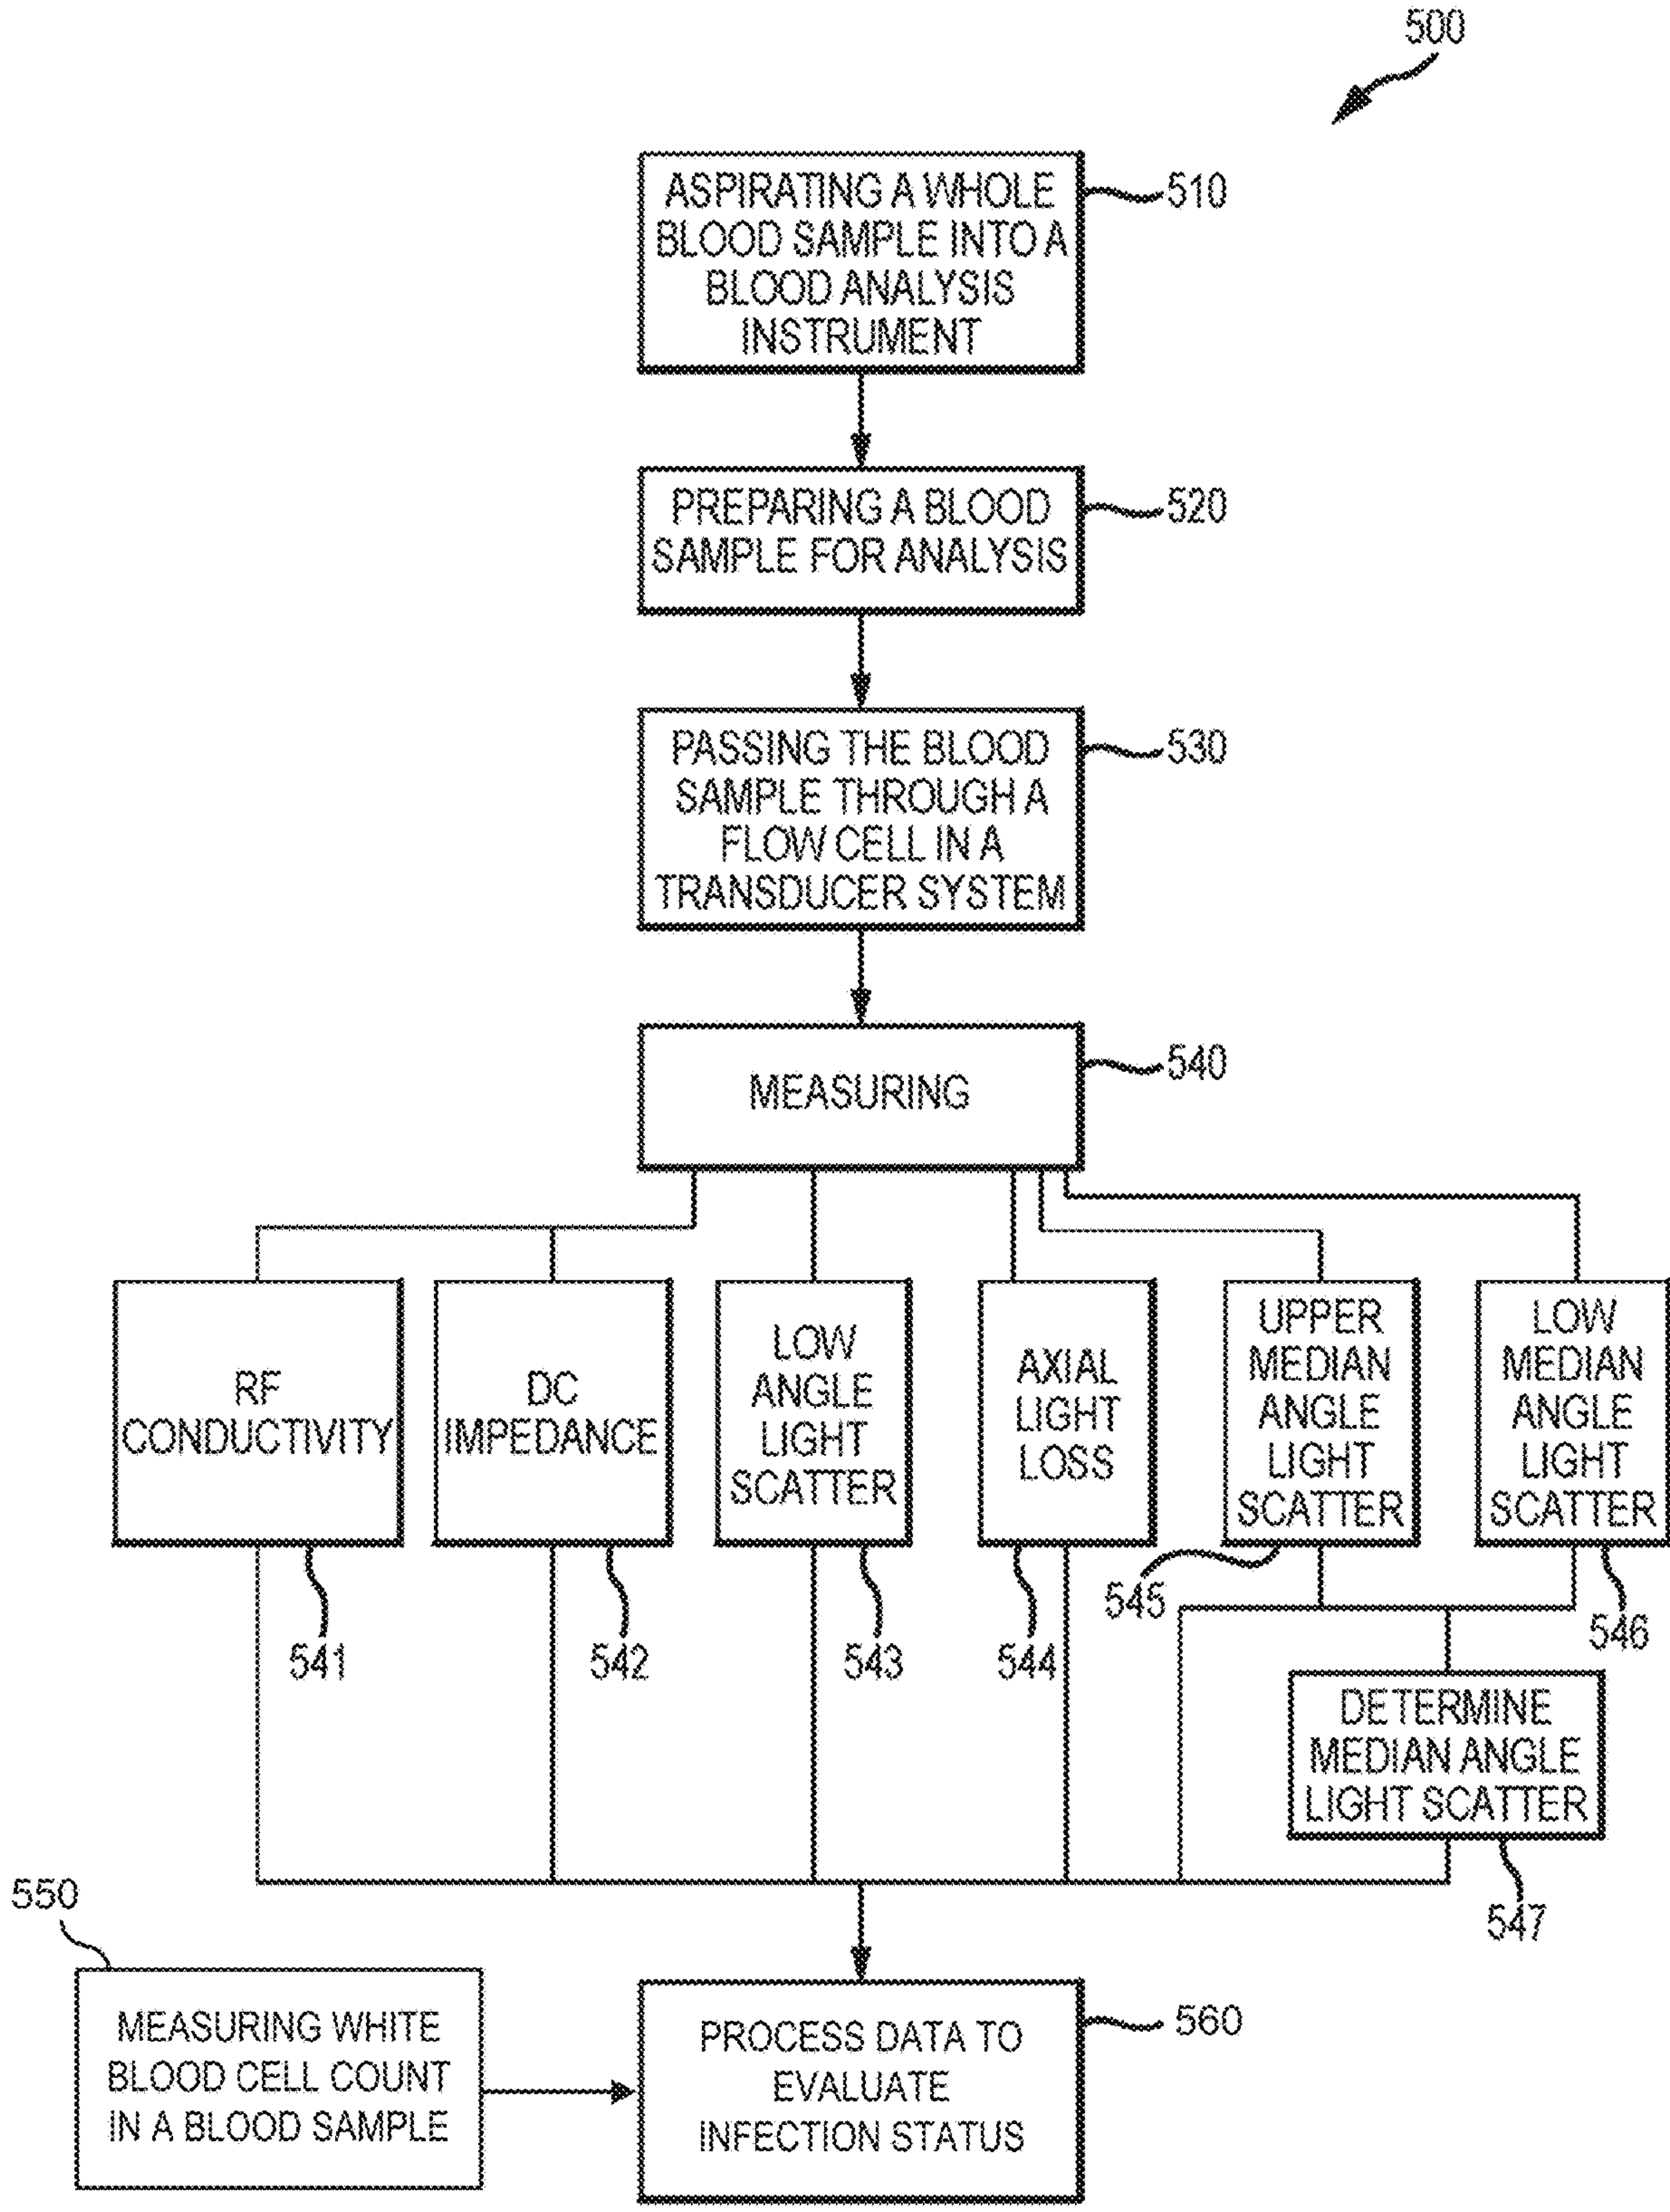 500
ASPIRATING A WHOLE
BLOOD SAMPLE INTO A
BLOOD ANALYSIS
INSTRUMENT
510
PREPARING A BLOOD
SAMPLE FOR ANALYSIS
520
PASSING THE BLOOD
SAMPLE THROUGH A
FLOW CELL IN A
TRANSDUCER SYSTEM
530
MEASURING
540
RF
CONDUCTIVITY
541
DC
IMPEDANCE
542
LOW
ANGLE
LIGHT
SCATTER
543
AXIAL
LIGHT
LOSS
544
UPPER
MEDIAN
ANGLE
LIGHT
SCATTER
545
LOW
MEDIAN
ANGLE
LIGHT
SCATTER
546
DETERMINE
MEDIAN ANGLE
LIGHT SCATTER
547
550
MEASURING WHITE
BLOOD CELL COUNT
IN A BLOOD SAMPLE
PROCESS DATA TO
EVALUATE
INFECTION STATUS
560